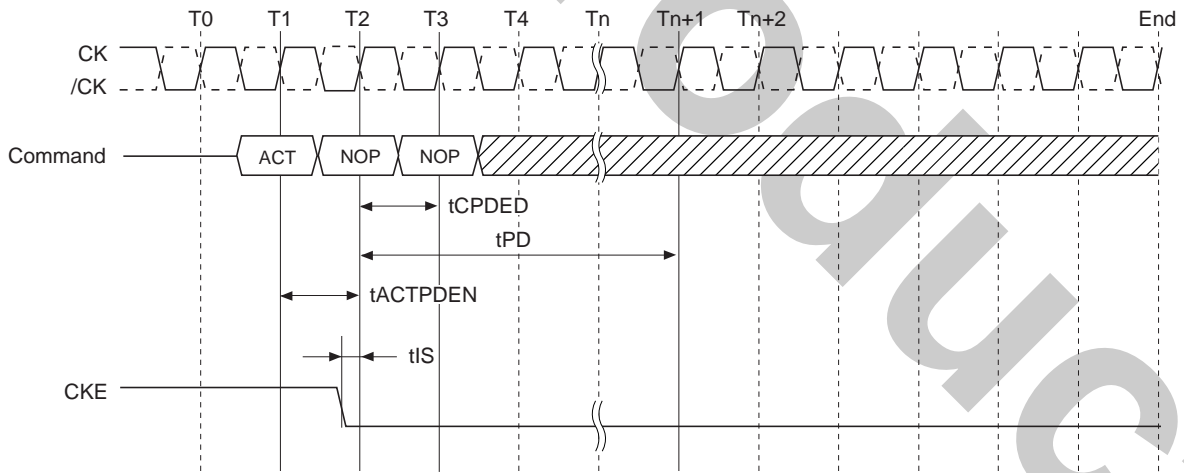 T0 T1 T2 T3 T4 Tn Tn+1 Tn+2 End
CK
/CK
Command ACT NOP NOP
tCPDED
tPD
tACTPDEN
tIS
CKE